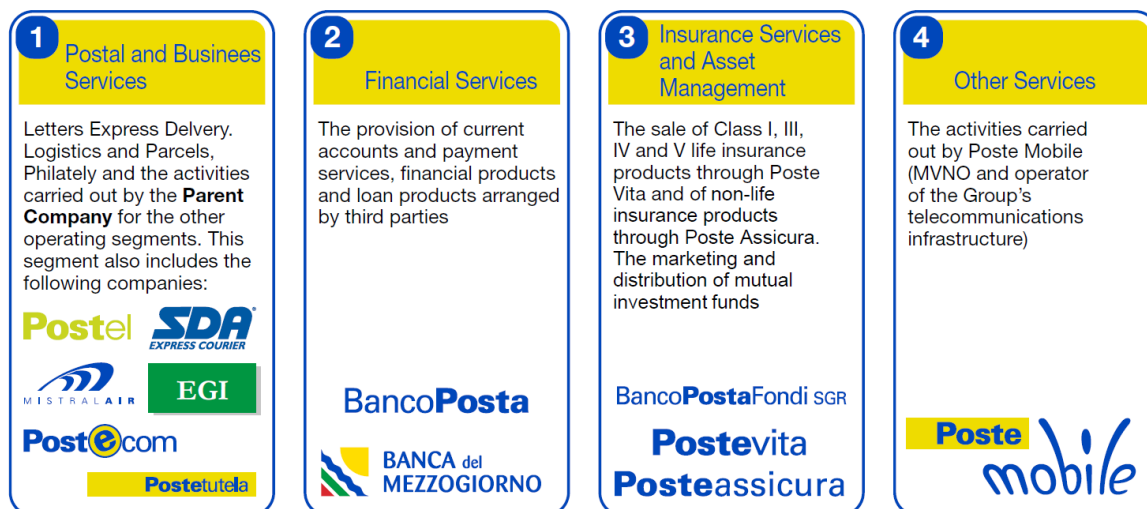 1
Postal and Businees
Services
Letters Express Delvery.
Logistics and Parcels,
Philately and the activities
carried out by the Parent
Company for the other
operating segments. This
segment also includes the
following companies:
Postel
SDA
EXPRESS COURIER
MISTRALAIR
EGI
Postecom
Postetutela
2
Financial Services
The provision of current
accounts and payment
services, financial products
and loan products arranged
by third parties
BancoPosta
BANCA del
MEZZOGIORNO
3
Insurance Services
and Asset
Management
The sale of Class I, III,
IV and V life insurance
products through Poste
Vita and of non-life
insurance products
through Poste Assicura.
The marketing and
distribution of mutual
investment funds
BancoPostaFondi SGR
Postevita
Posteassicura
4
Other Services
The activities carried
out by Poste Mobile
(MVNO and operator
of the Group's
telecommunications
infrastructure)
Poste
mobile